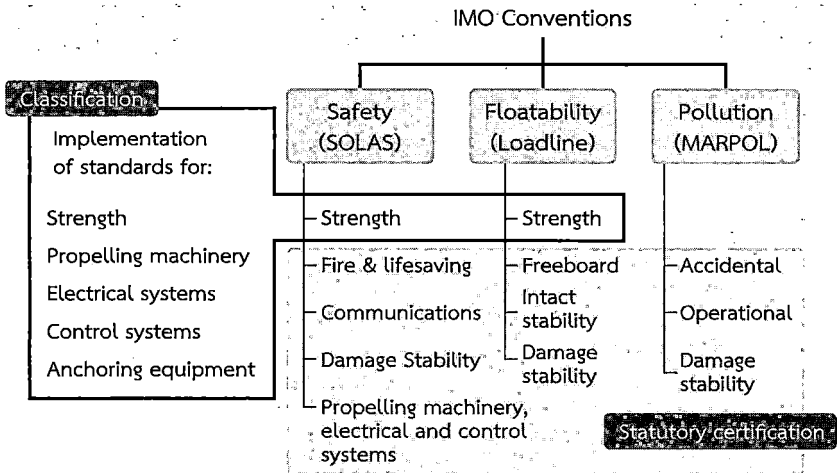 IMO Conventions
Classification
Implementation
of standards for:
Strength
Propelling machinery
Electrical systems
Control systems
Anchoring equipment
Safety
(SOLAS)
Strength
Fire & lifesaving
Communications
Damage Stability
Propelling machinery,
electrical and control
systems
Floatability
(Loadline)
Strength
Freeboard
Intact
stability
Damage
stability
Pollution
(MARPOL)
Accidental
Operational
Damage
stability
Statutory certification